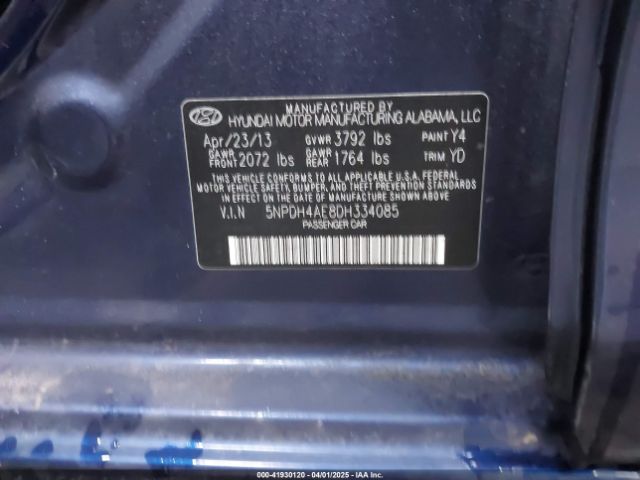 MANUFACTURED BY
HYUNDAI MOTOR MANUFACTURING ALABAMA, LLC
Apr/23/13 GVWR 3792 lbs PAINT Y4
GAWR FRONT 2072 lbs GAWR REAR 1764 lbs TRIM YD
THIS VEHICLE CONFORMS TO ALL APPLICABLE U.S.A. FEDERAL
MOTOR VEHICLE SAFETY, BUMPER, AND THEFT PREVENTION STANDARDS
IN EFFECT ON THE DATE OF MANUFACTURE SHOWN ABOVE
V.I.N 5NPDH4AE8DH334085
PASSENGER CAR
000-41930120 - 04/01/2025 - IAA Inc.